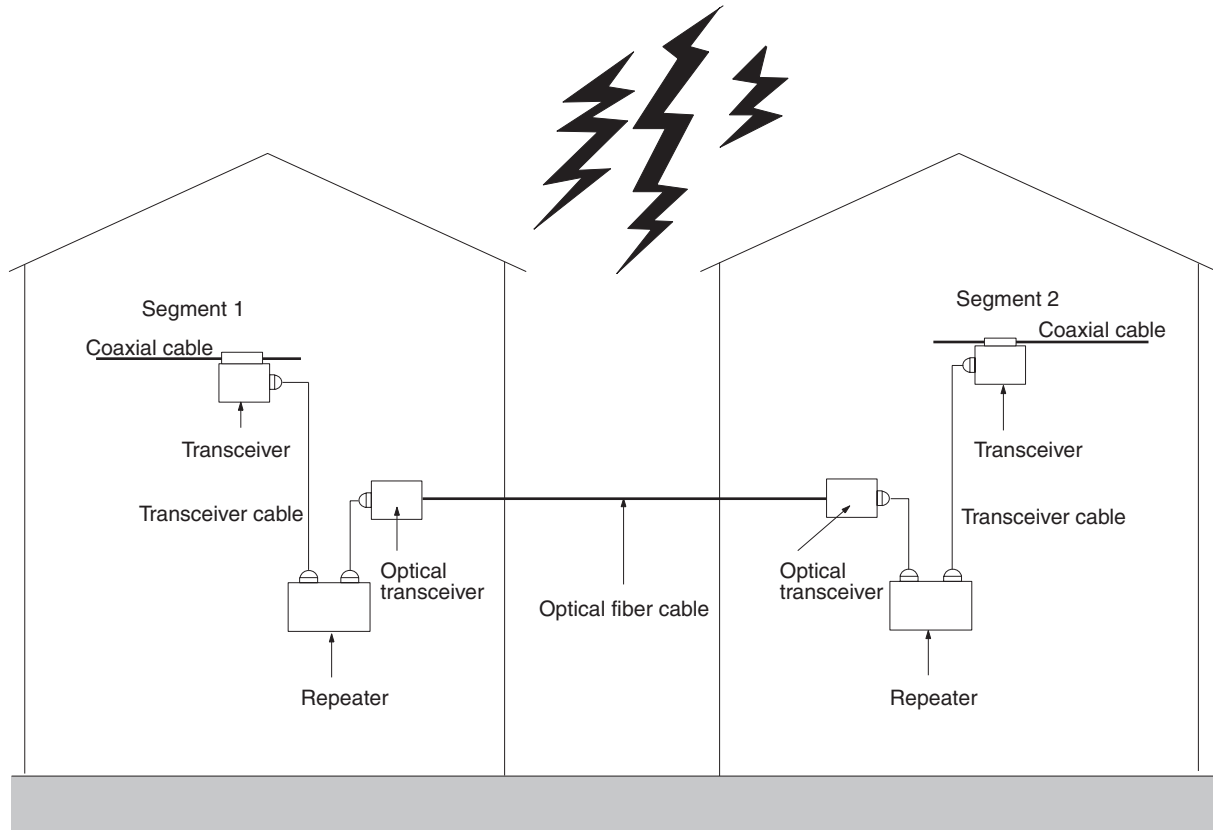 Segment 1
Coaxial cable
Transceiver
Transceiver cable
Optical
transceiver
Repeater
Optical fiber cable
Segment 2
Coaxial cable
Transceiver
Transceiver cable
Optical
transceiver
Repeater